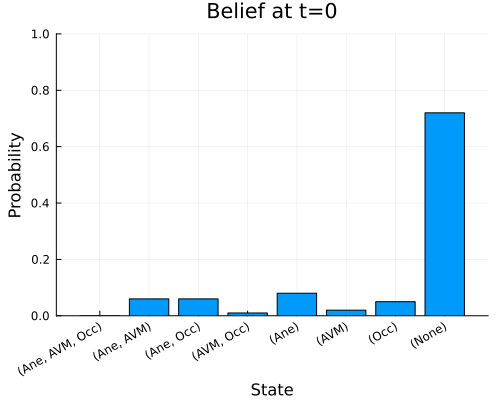 Belief at t=0
Probability
1.0
0.8
0.6
0.4
0.2
0.0
(Ane, AVM, Occ)
(Ane, AVM)
(Ane, Occ)
(AVM, Occ)
(Ane)
(AVM)
(Occ)
(None)
State